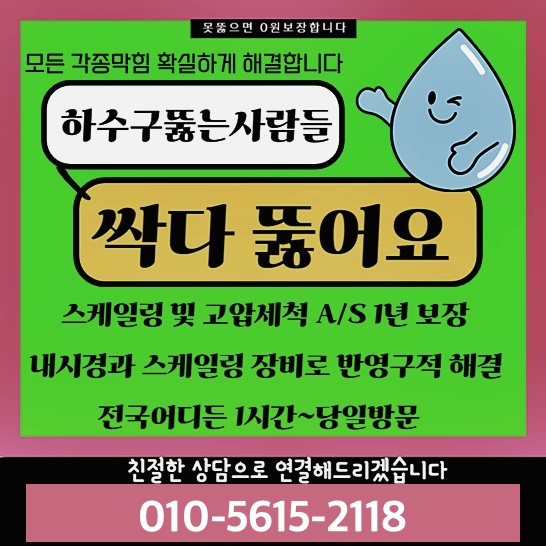 못뚫으면 0원보장합니다
모든 각종막힘 확실하게 해결합니다
하수구뚫는사람들
싹다 뚫어요
스케일링 및 고압세척 A/S 1년 보장
내시경과 스케일링 장비로 반영구적 해결
전국어디든 1시간~당일방문
친절한 상담으로 연결해드리겠습니다
010-5615-2118